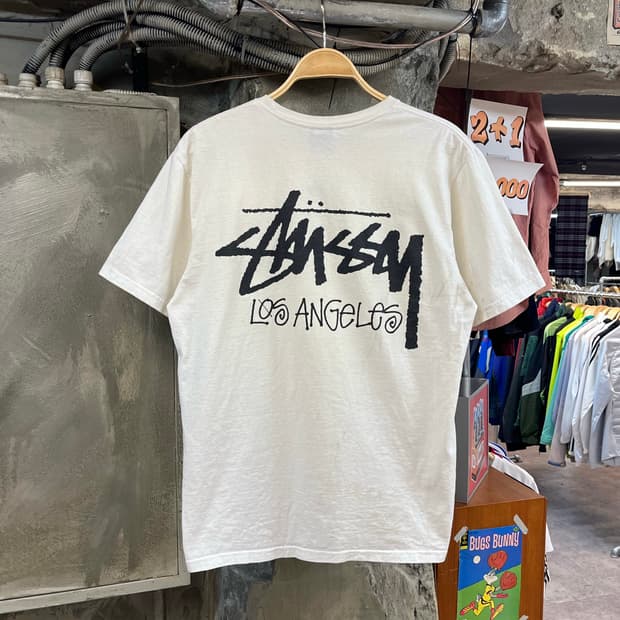 Stüssy
LOS ANGELES
2+1
000
BUGS BUNNY